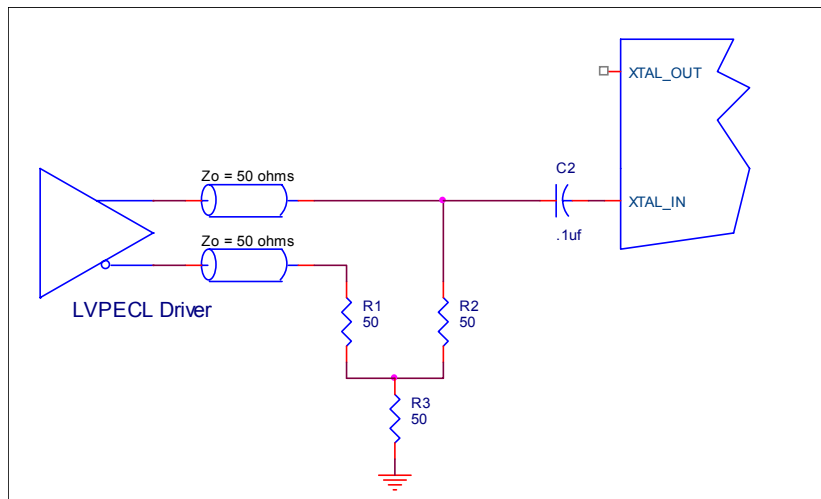 XTAL_OUT
Zo = 50 ohms
C2
XTAL_IN
.1uf
Zo = 50 ohms
LVPECL Driver
R1
50
R2
50
R3
50